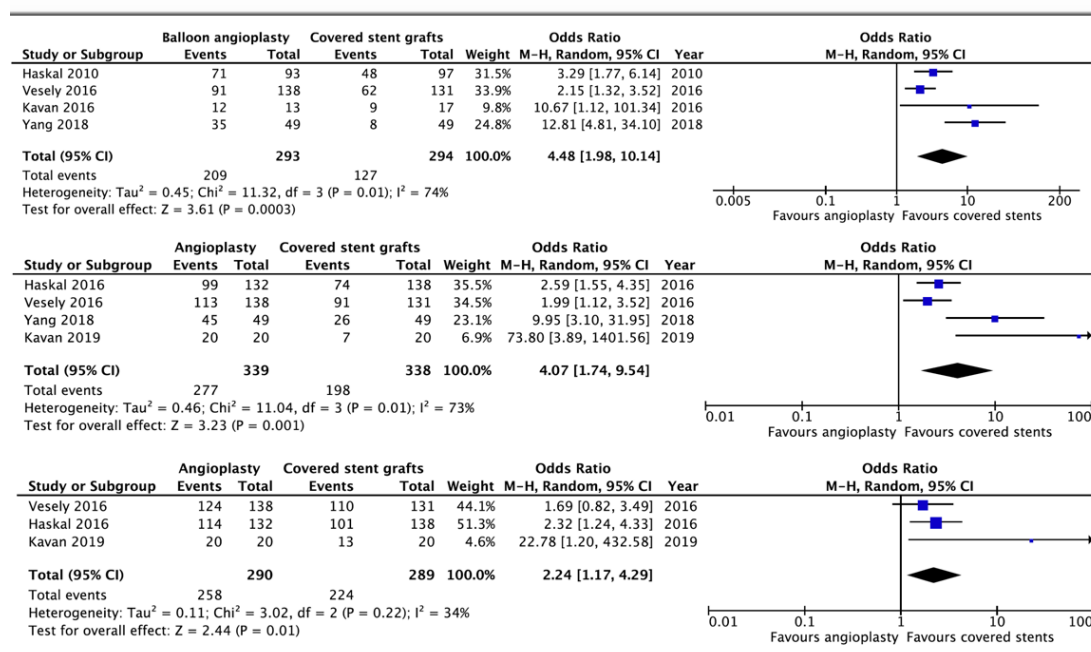 Balloon angioplasty Covered stent grafts Odds Ratio Odds Ratio
Study or Subgroup Events Total Events Total Weight M-H, Random, 95% CI Year M-H, Random, 95% CI
Haskal 2010 71 93 48 97 31.5% 3.29 [1.77, 6.14] 2010
Vesely 2016 91 138 62 131 33.9% 2.15 [1.32, 3.52] 2016
Kavan 2016 12 13 9 17 9.8% 10.67 [1.12, 101.34] 2016
Yang 2018 35 49 8 49 24.8% 12.81 [4.81, 34.10] 2018
Total (95% CI) 293 294 100.0% 4.48 [1.98, 10.14]
Total events 209 127
Heterogeneity: Tau² = 0.45; Chi² = 11.32, df = 3 (P = 0.01); I² = 74%
Test for overall effect: Z = 3.61 (P = 0.0003)
0.005 0.1 1 10 200
Favours angioplasty Favours covered stents
Angioplasty Covered stent grafts Odds Ratio Odds Ratio
Study or Subgroup Events Total Events Total Weight M-H, Random, 95% CI Year M-H, Random, 95% CI
Haskal 2016 99 132 74 138 35.5% 2.59 [1.55, 4.35] 2016
Vesely 2016 113 138 91 131 34.5% 1.99 [1.12, 3.52] 2016
Yang 2018 45 49 26 49 23.1% 9.95 [3.10, 31.95] 2018
Kavan 2019 20 20 7 20 6.9% 73.80 [3.89, 1401.56] 2019
Total (95% CI) 339 338 100.0% 4.07 [1.74, 9.54]
Total events 277 198
Heterogeneity: Tau² = 0.46; Chi² = 11.04, df = 3 (P = 0.01); I² = 73%
Test for overall effect: Z = 3.23 (P = 0.001)
0.01 0.1 1 10 100
Favours angioplasty Favours covered stents
Angioplasty Covered stent grafts Odds Ratio Odds Ratio
Study or Subgroup Events Total Events Total Weight M-H, Random, 95% CI Year M-H, Random, 95% CI
Vesely 2016 124 138 110 131 44.1% 1.69 [0.82, 3.49] 2016
Haskal 2016 114 132 101 138 51.3% 2.32 [1.24, 4.33] 2016
Kavan 2019 20 20 13 20 4.6% 22.78 [1.20, 432.58] 2019
Total (95% CI) 290 289 100.0% 2.24 [1.17, 4.29]
Total events 258 224
Heterogeneity: Tau² = 0.11; Chi² = 3.02, df = 2 (P = 0.22); I² = 34%
Test for overall effect: Z = 2.44 (P = 0.01)
0.01 0.1 1 10 100
Favours angioplasty Favours covered stents